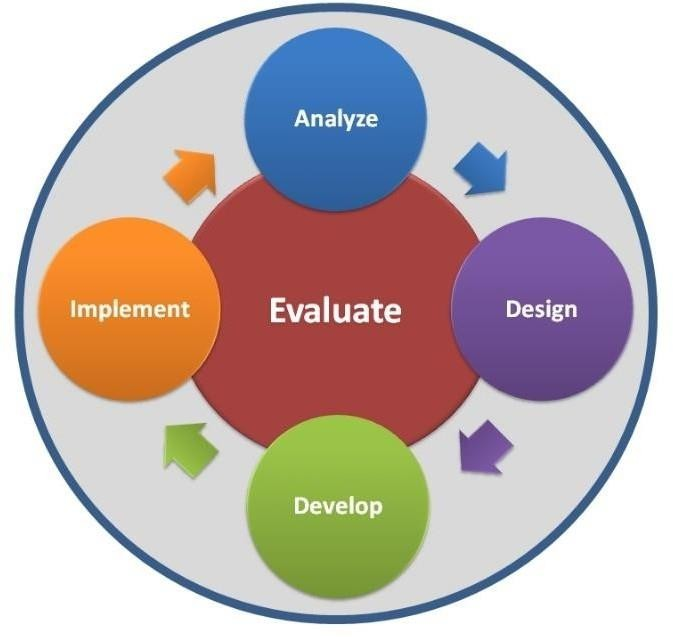 Analyze
Implement
Evaluate
Design
Develop